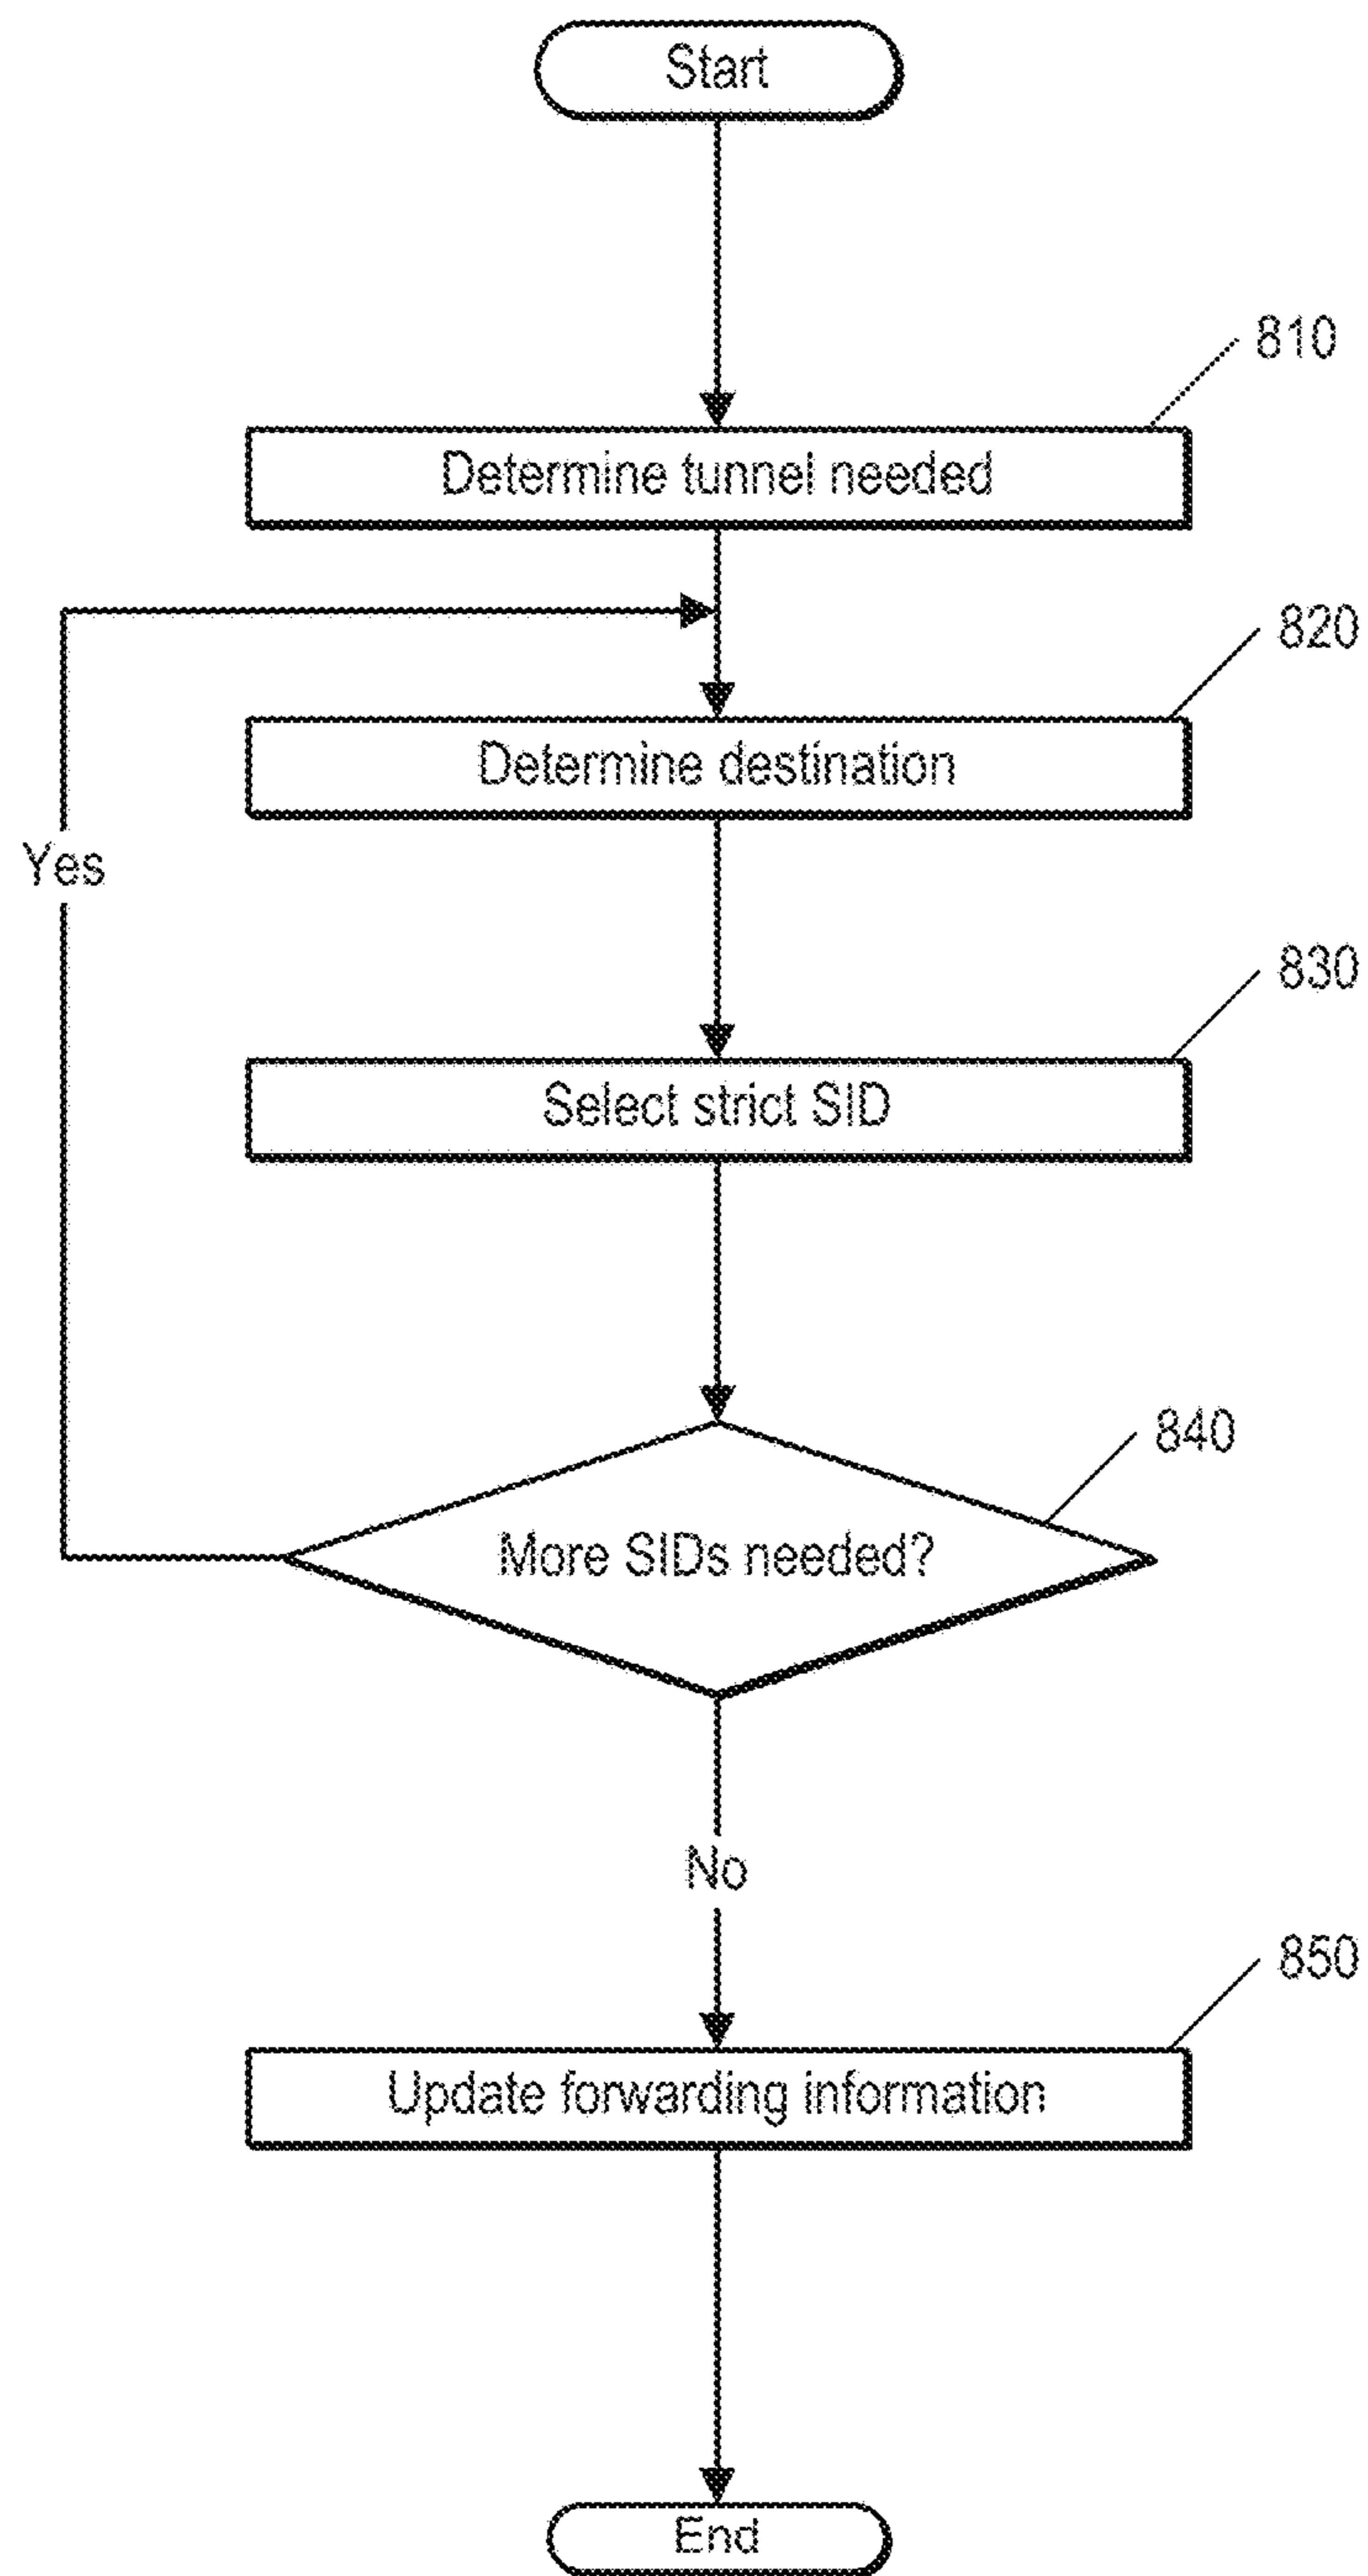 Start
810
Determine tunnel needed
820
Determine destination
Yes
830
Select strict SID
840
More SIDs needed?
No
850
Update forwarding information
End